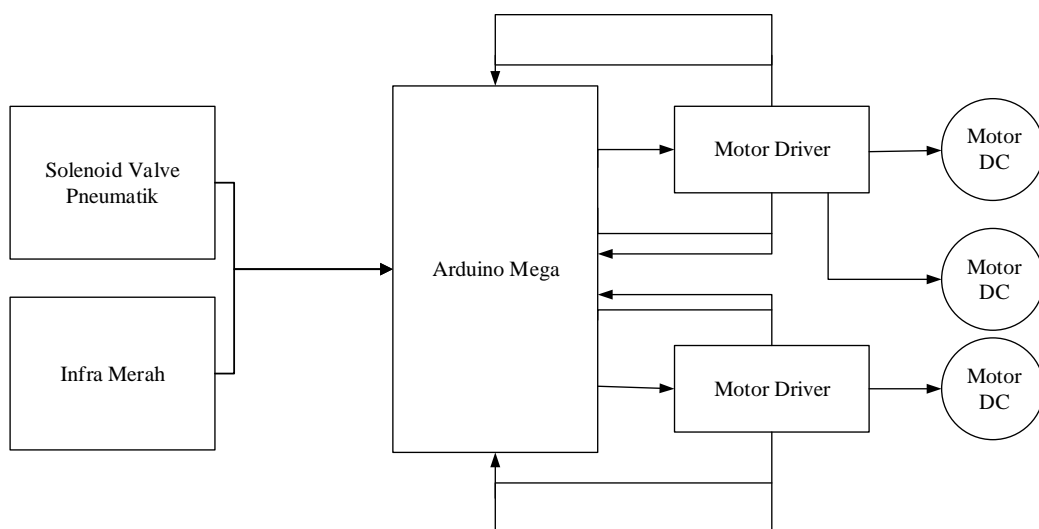 Solenoid Valve
Pneumatik
Infra Merah
Arduino Mega
Motor Driver
Motor
DC
Motor
DC
Motor Driver
Motor
DC